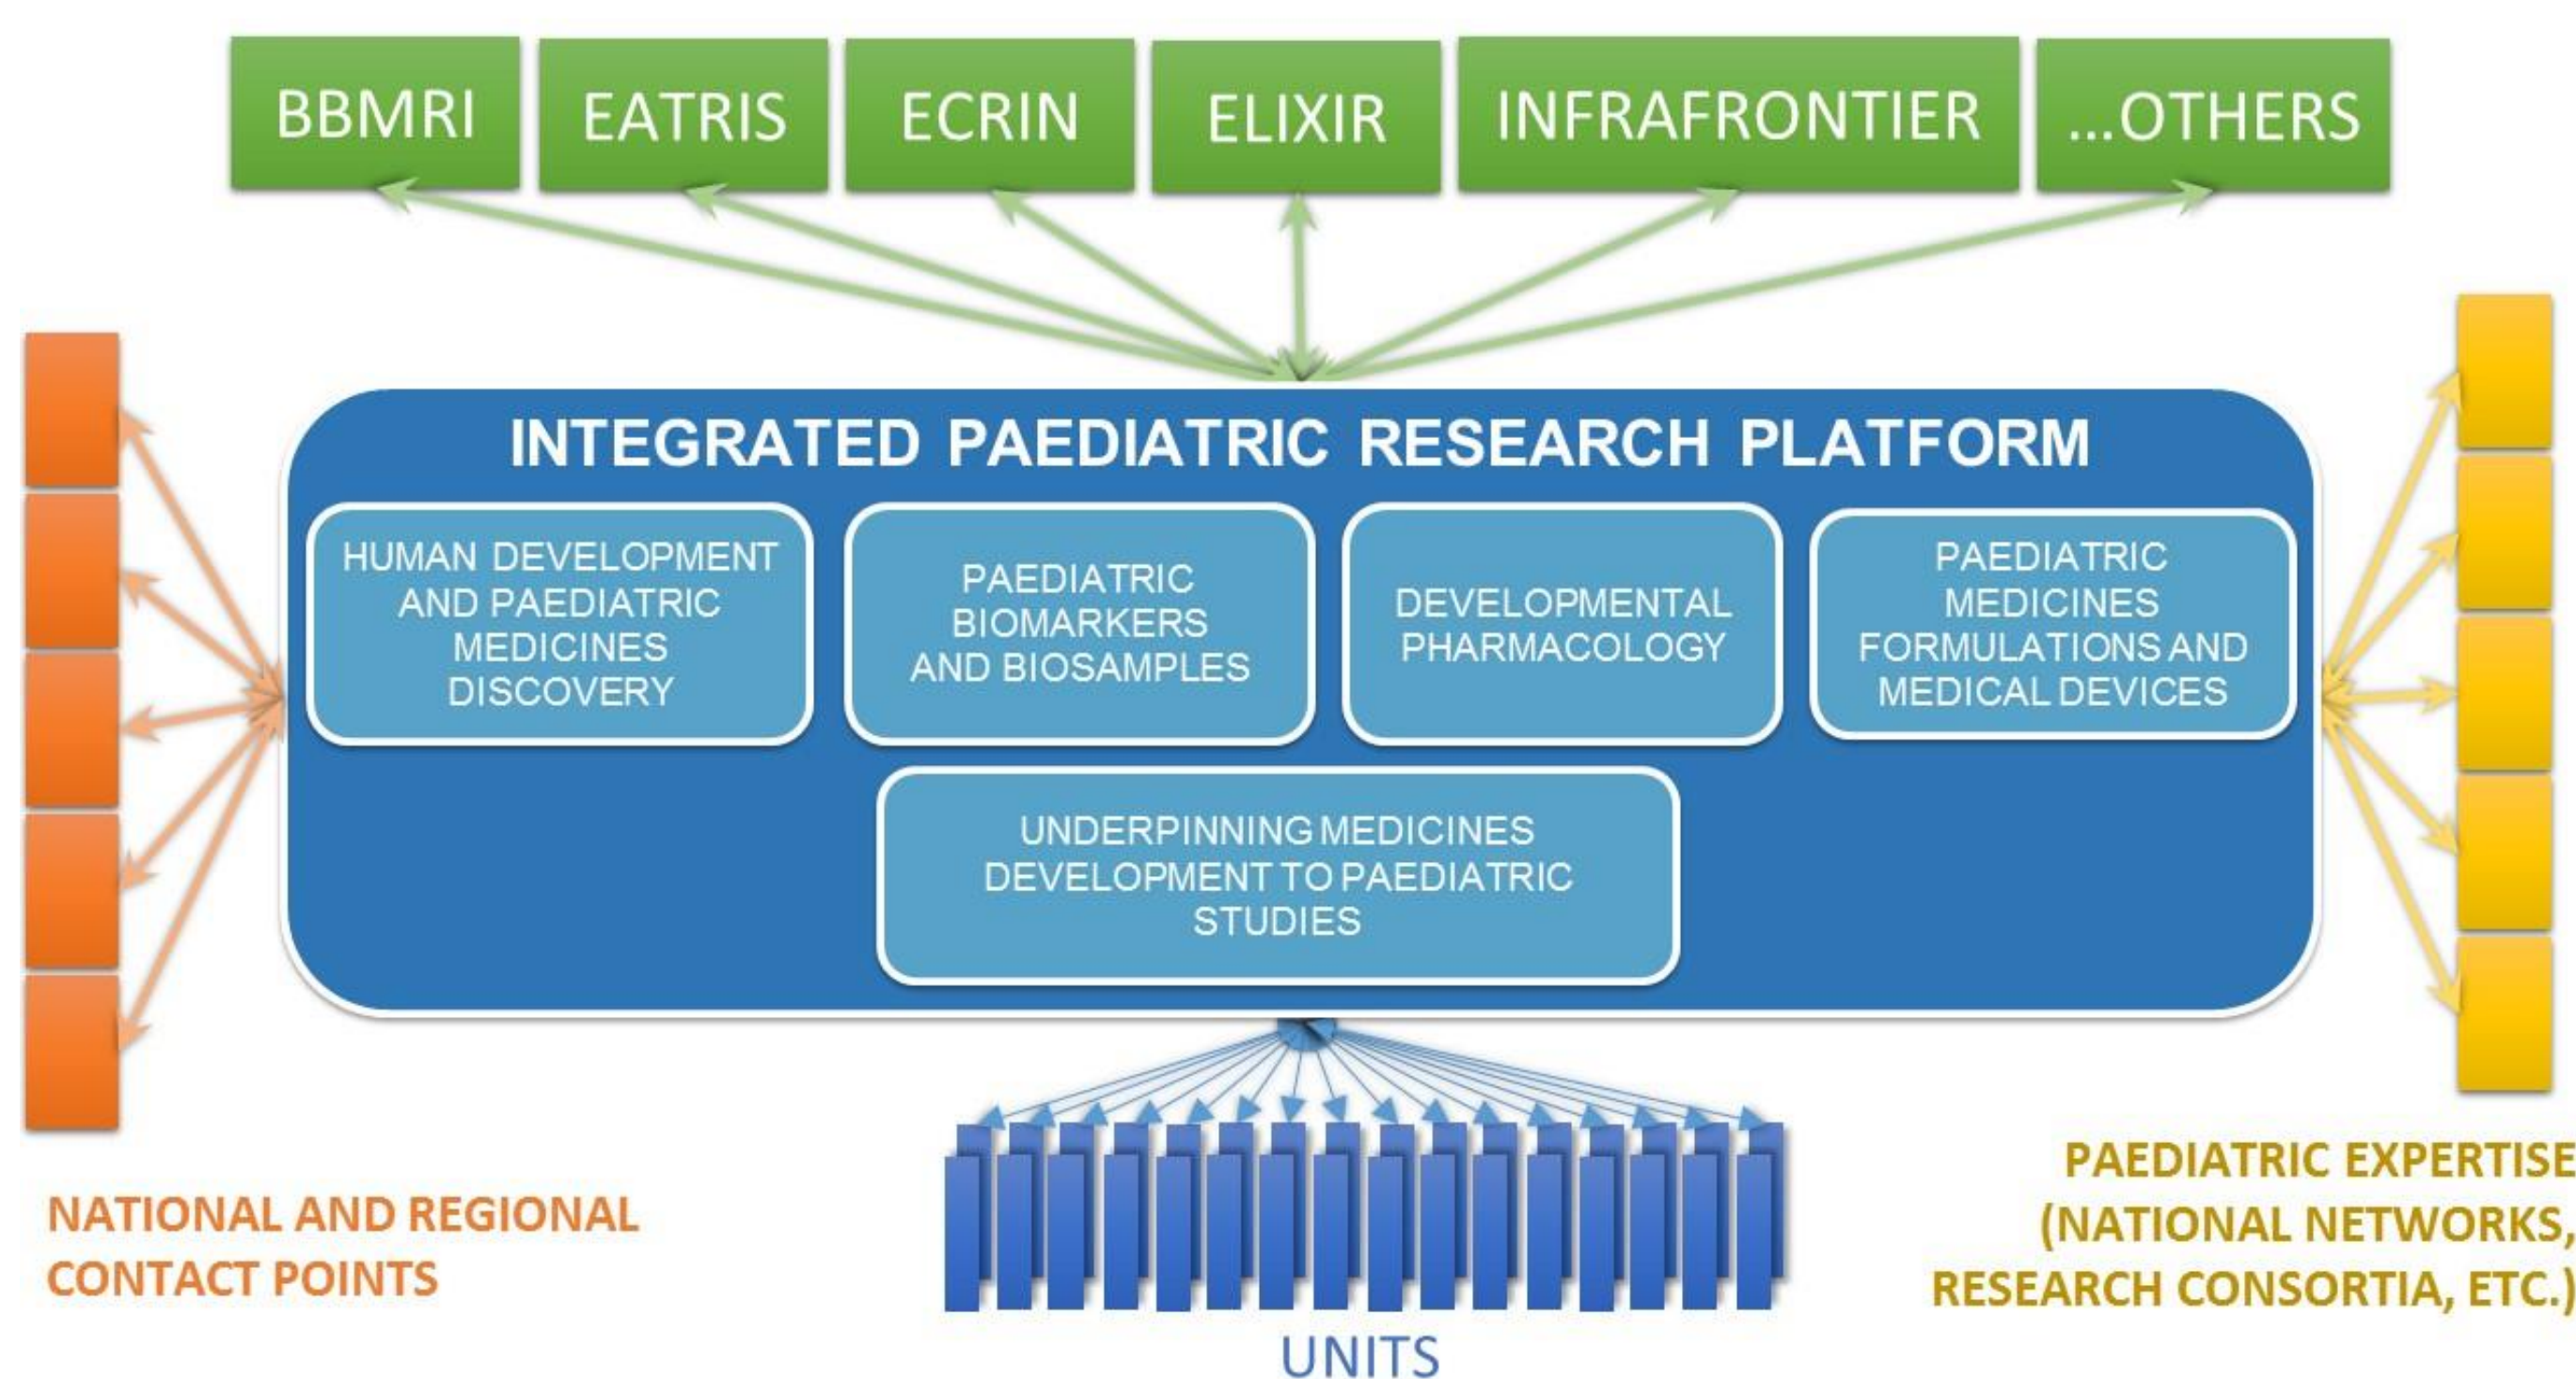 BBMRI
EATRIS
ECRIN
ELIXIR
INFRAFRONTIER
...OTHERS
INTEGRATED PAEDIATRIC RESEARCH PLATFORM
HUMAN DEVELOPMENT
AND PAEDIATRIC
MEDICINES
DISCOVERY
PAEDIATRIC
BIOMARKERS
AND BIOSAMPLES
DEVELOPMENTAL
PHARMACOLOGY
PAEDIATRIC
MEDICINES
FORMULATIONS AND
MEDICAL DEVICES
UNDERPINNING MEDICINES
DEVELOPMENT TO PAEDIATRIC
STUDIES
NATIONAL AND REGIONAL
CONTACT POINTS
UNITS
PAEDIATRIC EXPERTISE
(NATIONAL NETWORKS,
RESEARCH CONSORTIA, ETC.)